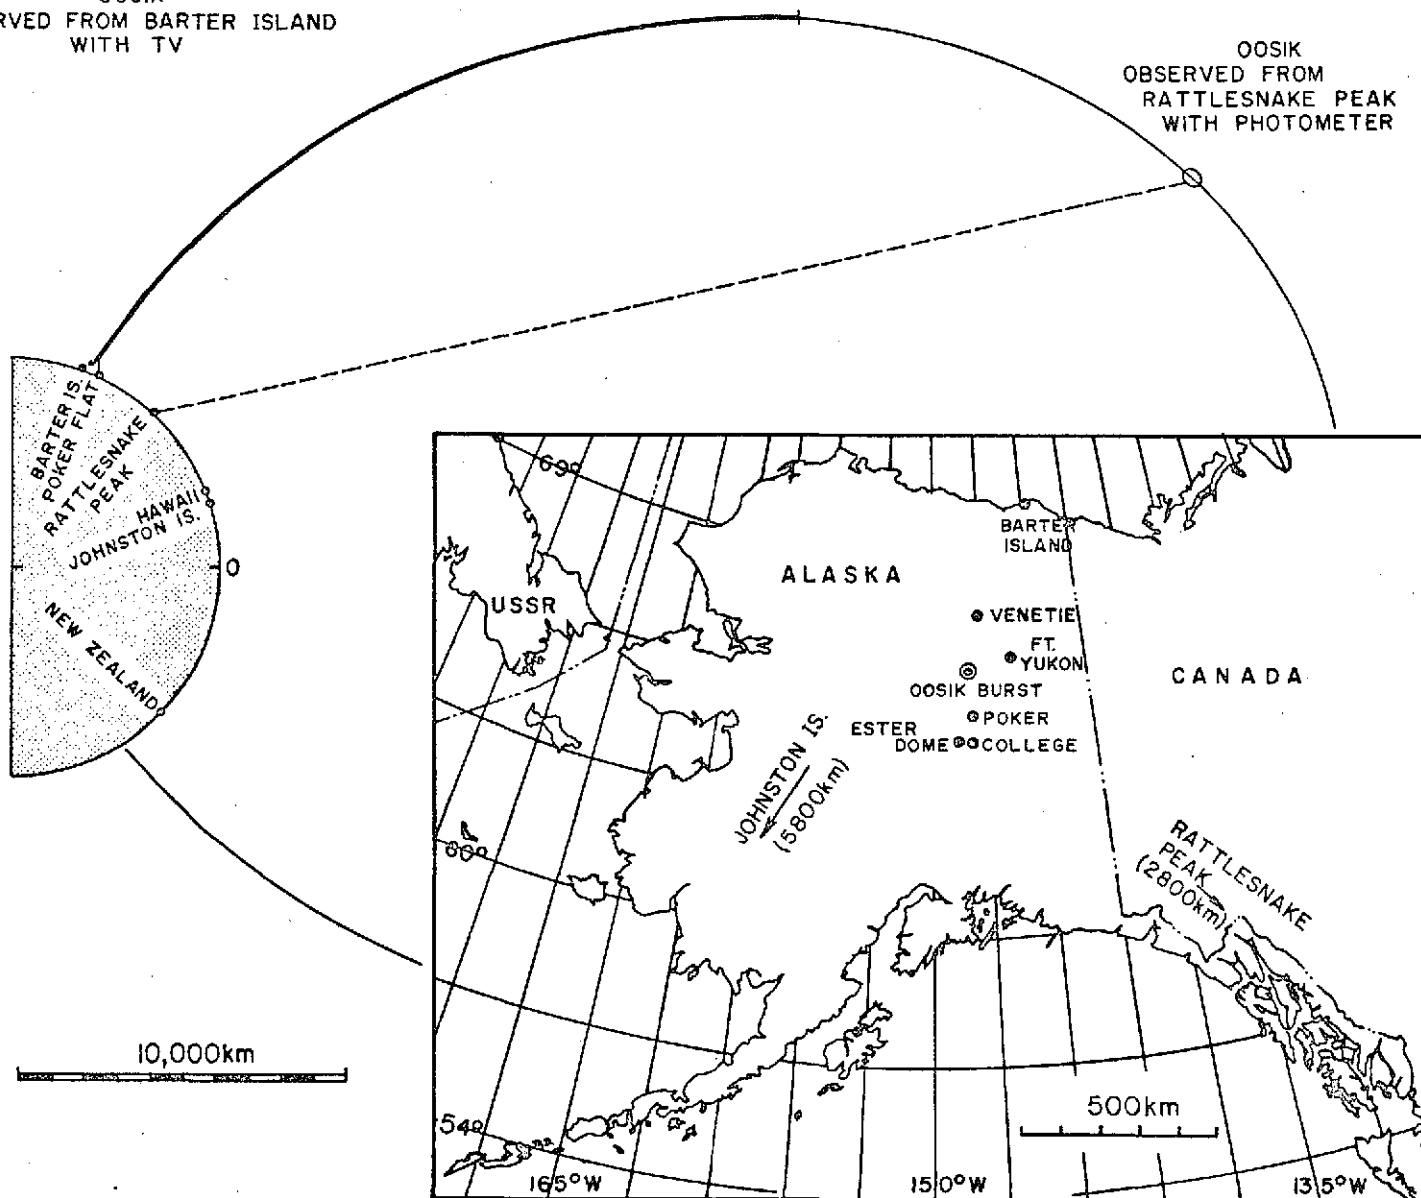 OOSIK
RVED FROM BARTER ISLAND
WITH TV
OOSIK
OBSERVED FROM
RATTLESNAKE PEAK
WITH PHOTOMETER
BARTER IS.
POKER FLAT
RATTLESNAKE
PEAK
HAWAII
JOHNSTON IS.
0
NEW ZEALAND
10,000km
69°
USSR
ALASKA
BARTER
ISLAND
VENETIE
FT.
YUKON
OOSIK BURST
POKER
ESTER
DOME
COLLEGE
CANADA
JOHNSTON IS.
(5800km)
RATTLESNAKE
PEAK
(2800km)
60°
54°
500km
165°W
150°W
135°W